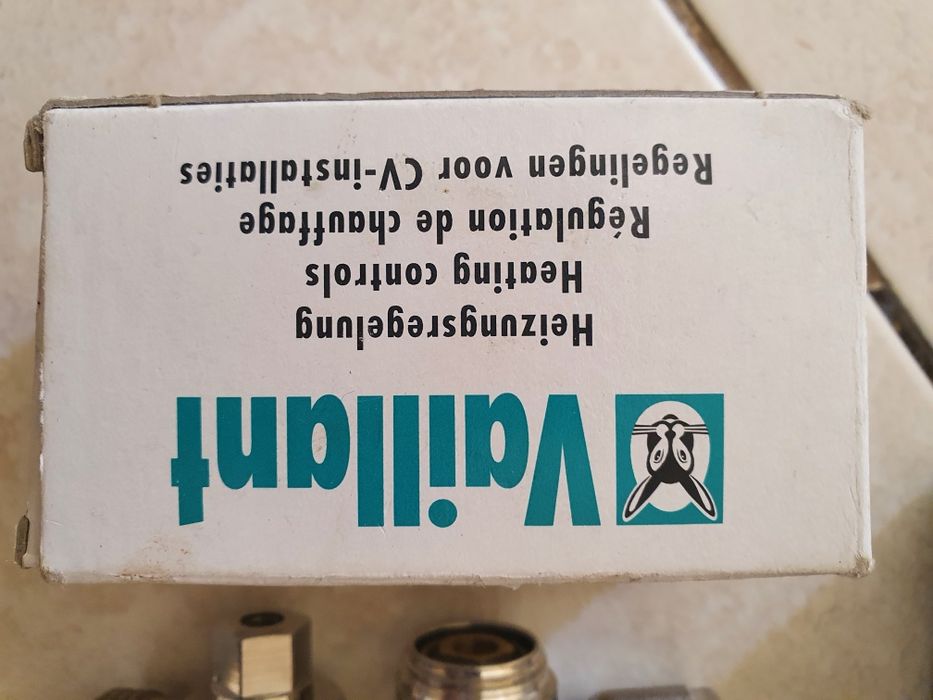 Vaillant
Heizungsregelung
Heating controls
Régulation de chauffage
Regelingen voor CV-installaties